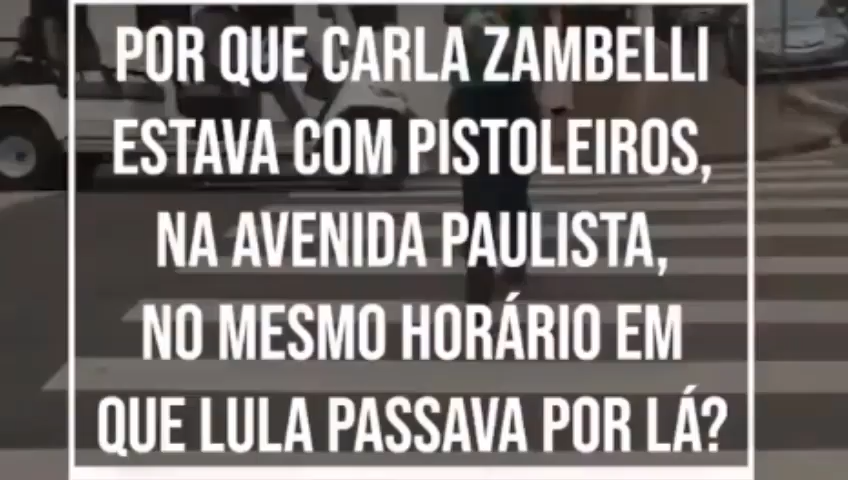 POR QUE CARLA ZAMBELLI
ESTAVA COM PISTOLEIROS,
NA AVENIDA PAULISTA,
NO MESMO HORÁRIO EM
QUE LULA PASSAVA POR LÁ?